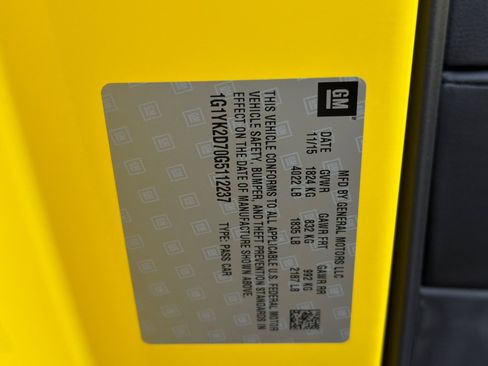 GM
MFD BY GENERAL MOTORS LLC
DATE GVWR GAWR FRT GAWR RR
11/15 1824 KG 832 KG 992 KG
4022 LB 1835 LB 2187 LB
THIS VEHICLE CONFORMS TO ALL APPLICABLE U.S. FEDERAL MOTOR
VEHICLE SAFETY, BUMPER, AND THEFT PREVENTION STANDARDS IN
EFFECT ON THE DATE OF MANUFACTURE SHOWN ABOVE.
1G1YK2D70G5112237 TYPE: PASS CAR